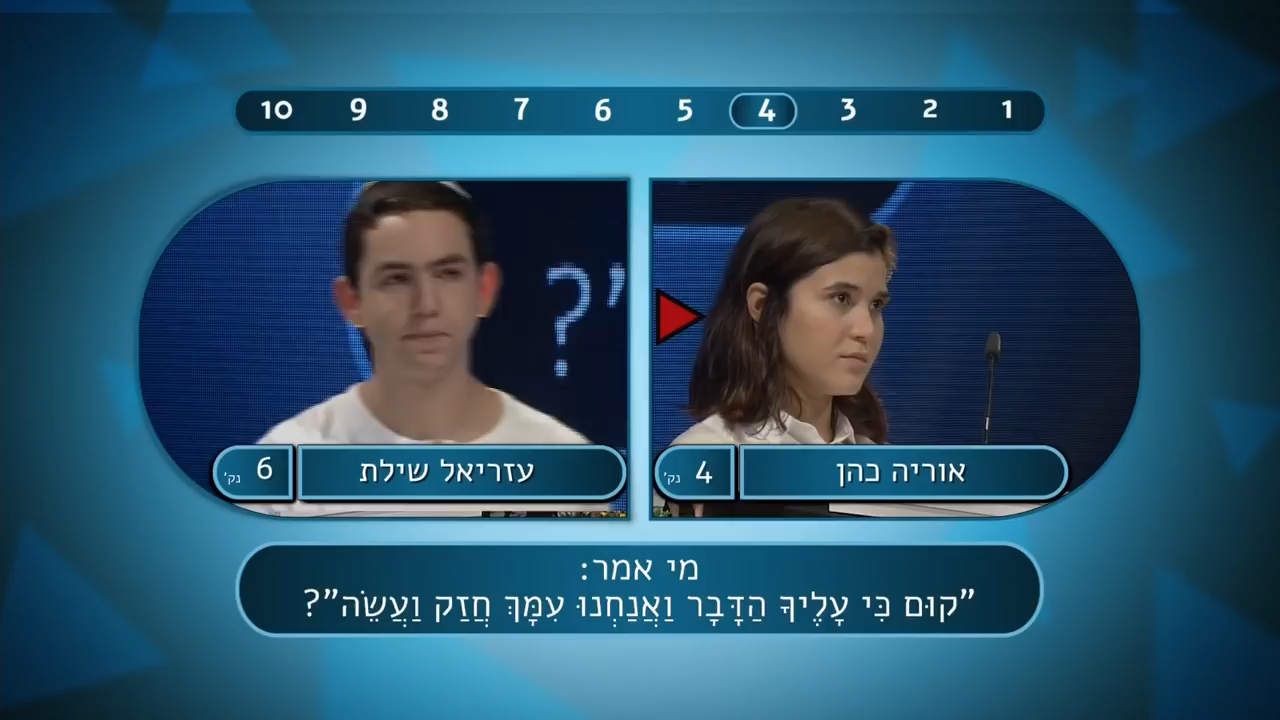 1 2 3 4 5 6 7 8 9 10
?'
אוריה כהן
4 נק'
עזריאל שילת
6 נק'
מי אמר:
"קוּם כִּי עָלֶיךָ הַדָּבָר וַאֲנַחְנוּ עִמָּךְ חֲזַק וַעֲשֵׂה"?